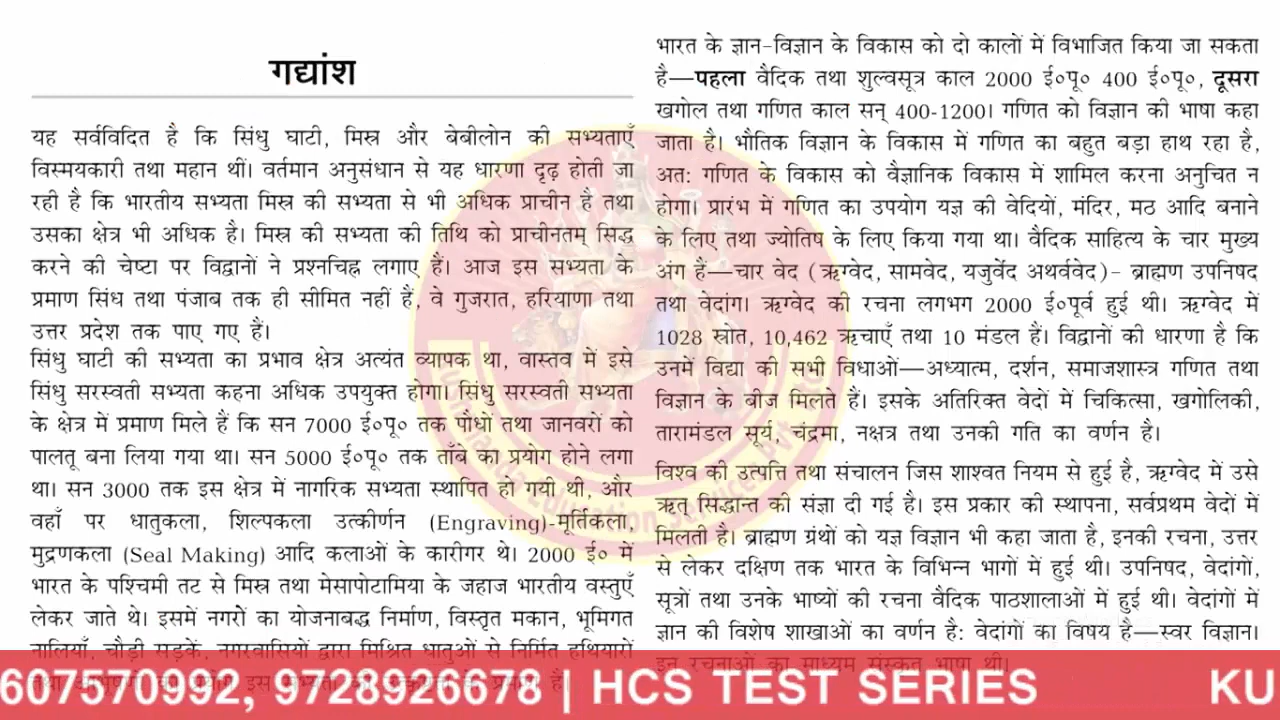 गद्यांश
यह सर्वविदित है कि सिंधु घाटी, मिस्र और बेबीलोन की सभ्यताएँ
विस्मयकारी तथा महान थीं। वर्तमान अनुसंधान से यह धारणा दृढ़ होती जा
रही है कि भारतीय सभ्यता मिस्र की सभ्यता से भी अधिक प्राचीन है तथा
उसका क्षेत्र भी अधिक है। मिस्र की सभ्यता की तिथि को प्राचीनतम् सिद्ध
करने की चेष्टा पर विद्वानों ने प्रश्नचिह्न लगाए हैं। आज इस सभ्यता के
प्रमाण सिंध तथा पंजाब तक ही सीमित नहीं है, वे गुजरात, हरियाणा तथा
उत्तर प्रदेश तक पाए गए हैं।
सिंधु घाटी की सभ्यता का प्रभाव क्षेत्र अत्यंत व्यापक था, वास्तव में इसे
सिंधु सरस्वती सभ्यता कहना अधिक उपयुक्त होगा। सिंधु सरस्वती सभ्यता
के क्षेत्र में प्रमाण मिले हैं कि सन 7000 ई०पू० तक पौधों तथा जानवरों को
पालतू बना लिया गया था। सन 5000 ई०पू० तक ताँबे का प्रयोग होने लगा
था। सन 3000 तक इस क्षेत्र में नागरिक सभ्यता स्थापित हो गयी थी, और
वहाँ पर धातुकला, शिल्पकला उत्कीर्णन (Engraving)-मूर्तिकला,
मुद्रणकला (Seal Making) आदि कलाओं के कारीगर थे। 2000 ई० में
भारत के पश्चिमी तट से मिस्र तथा मेसापोटामिया के जहाज भारतीय वस्तुएँ
लेकर जाते थे। इसमें नगरों का योजनाबद्ध निर्माण, विस्तृत मकान, भूमिगत
नालियाँ, चौड़ी सड़कें, नगरवासियों द्वारा मिश्रित धातुओं से निर्मित हथियारों
भारत के ज्ञान-विज्ञान के विकास को दो कालों में विभाजित किया जा सकता
है—पहला वैदिक तथा शुल्वसूत्र काल 2000 ई०पू० 400 ई०पू०, दूसरा
खगोल तथा गणित काल सन् 400-1200। गणित को विज्ञान की भाषा कहा
जाता है। भौतिक विज्ञान के विकास में गणित का बहुत बड़ा हाथ रहा है,
अत: गणित के विकास को वैज्ञानिक विकास में शामिल करना अनुचित न
होगा। प्रारंभ में गणित का उपयोग यज्ञ की वेदियों, मंदिर, मठ आदि बनाने
के लिए तथा ज्योतिष के लिए किया गया था। वैदिक साहित्य के चार मुख्य
अंग हैं—चार वेद (ऋग्वेद, सामवेद, यजुर्वेद अथर्ववेद)- ब्राह्मण उपनिषद
तथा वेदांग। ऋग्वेद की रचना लगभग 2000 ई०पूर्व हुई थी। ऋग्वेद में
1028 स्रोत, 10,462 ऋचाएँ तथा 10 मंडल है। विद्वानों की धारणा है कि
उनमें विद्या की सभी विधाओं—अध्यात्म, दर्शन, समाजशास्त्र गणित तथा
विज्ञान के बीज मिलते हैं। इसके अतिरिक्त वेदों में चिकित्सा, खगोलिकी,
तारामंडल सूर्य, चंद्रमा, नक्षत्र तथा उनकी गति का वर्णन है।
विश्व की उत्पत्ति तथा संचालन जिस शाश्वत नियम से हुई है, ऋग्वेद में उसे
ऋत् सिद्धान्त की संज्ञा दी गई है। इस प्रकार की स्थापना, सर्वप्रथम वेदों में
मिलती है। ब्राह्मण ग्रंथों को यज्ञ विज्ञान भी कहा जाता है, इनकी रचना, उत्तर
से लेकर दक्षिण तक भारत के विभिन्न भागों में हुई थी। उपनिषद, वेदांगों,
सूत्रों तथा उनके भाष्यों की रचना वैदिक पाठशालाओं में हुई थी। वेदांगों में
ज्ञान की विशेष शाखाओं का वर्णन है: वेदांगों का विषय है—स्वर विज्ञान।
इन रचनाओं का माध्यम संस्कृत भाषा थी।
607570992, 9728926678 | HCS TEST SERIES KU